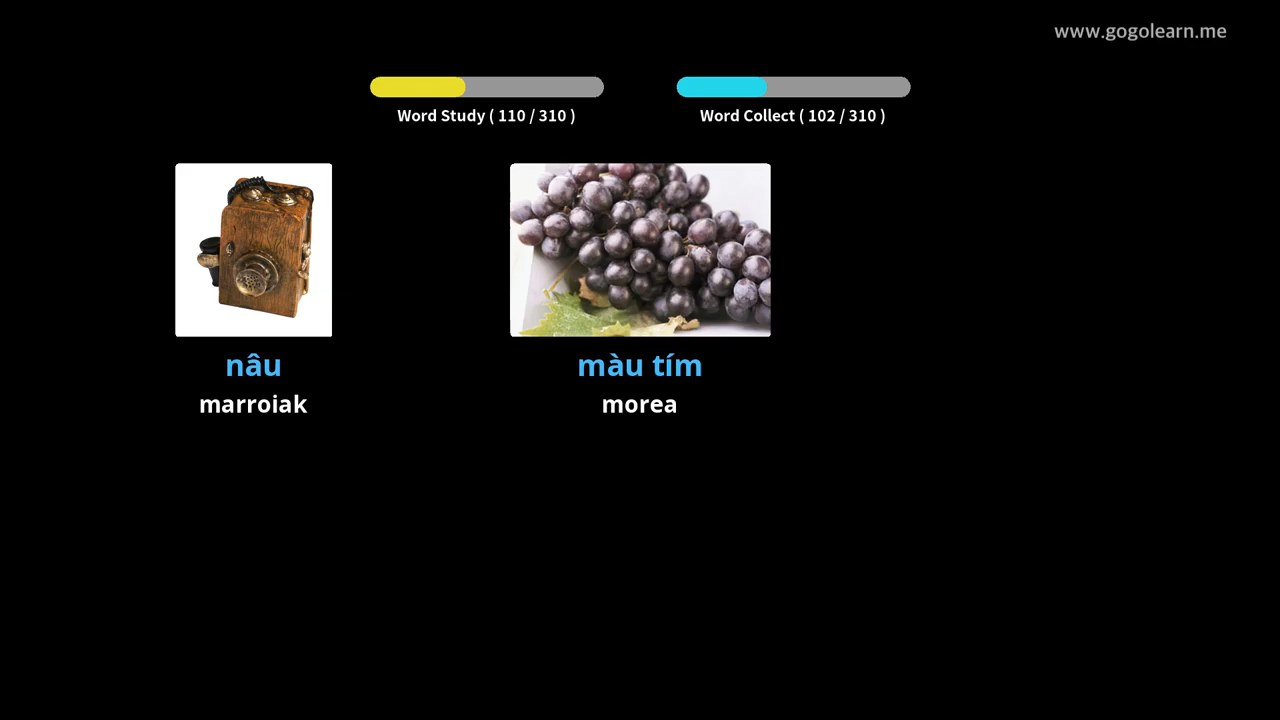 www.gogolearn.me
Word Study ( 110 / 310 )
Word Collect ( 102 / 310 )
nâu
marroiak
màu tím
morea